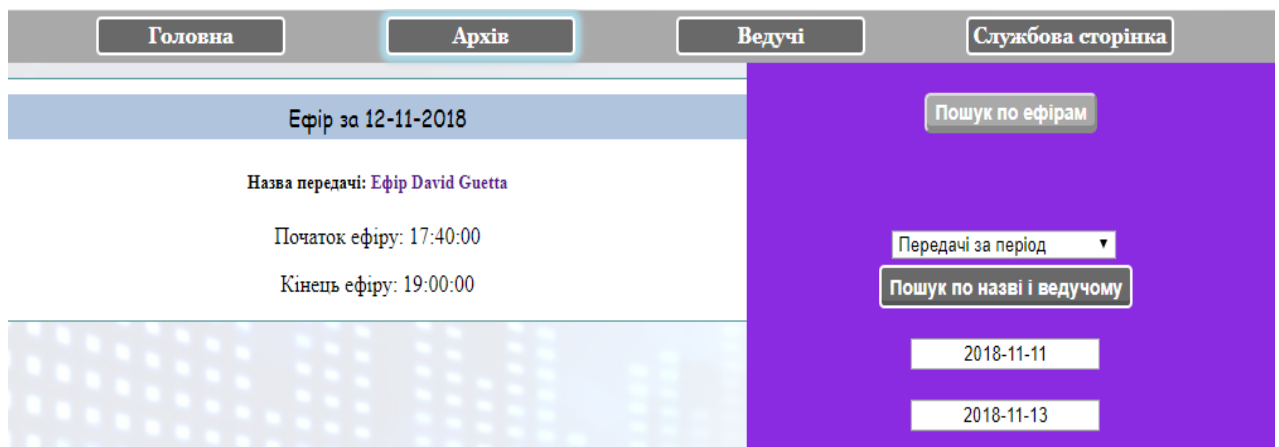 Головна Архів Ведучі Службова сторінка
Ефір за 12-11-2018
Назва передачі: Ефір David Guetta
Початок ефіру: 17:40:00
Кінець ефіру: 19:00:00
Пошук по ефірам
Передачі за період
Пошук по назві і ведучому
2018-11-11
2018-11-13